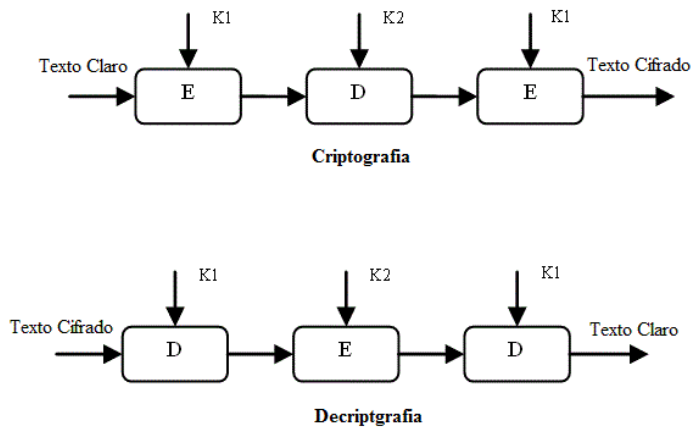 K1 K2 K1
Texto Claro Texto Cifrado
E D E
Criptografia
K1 K2 K1
Texto Cifrado Texto Claro
D E D
Decriptgrafia